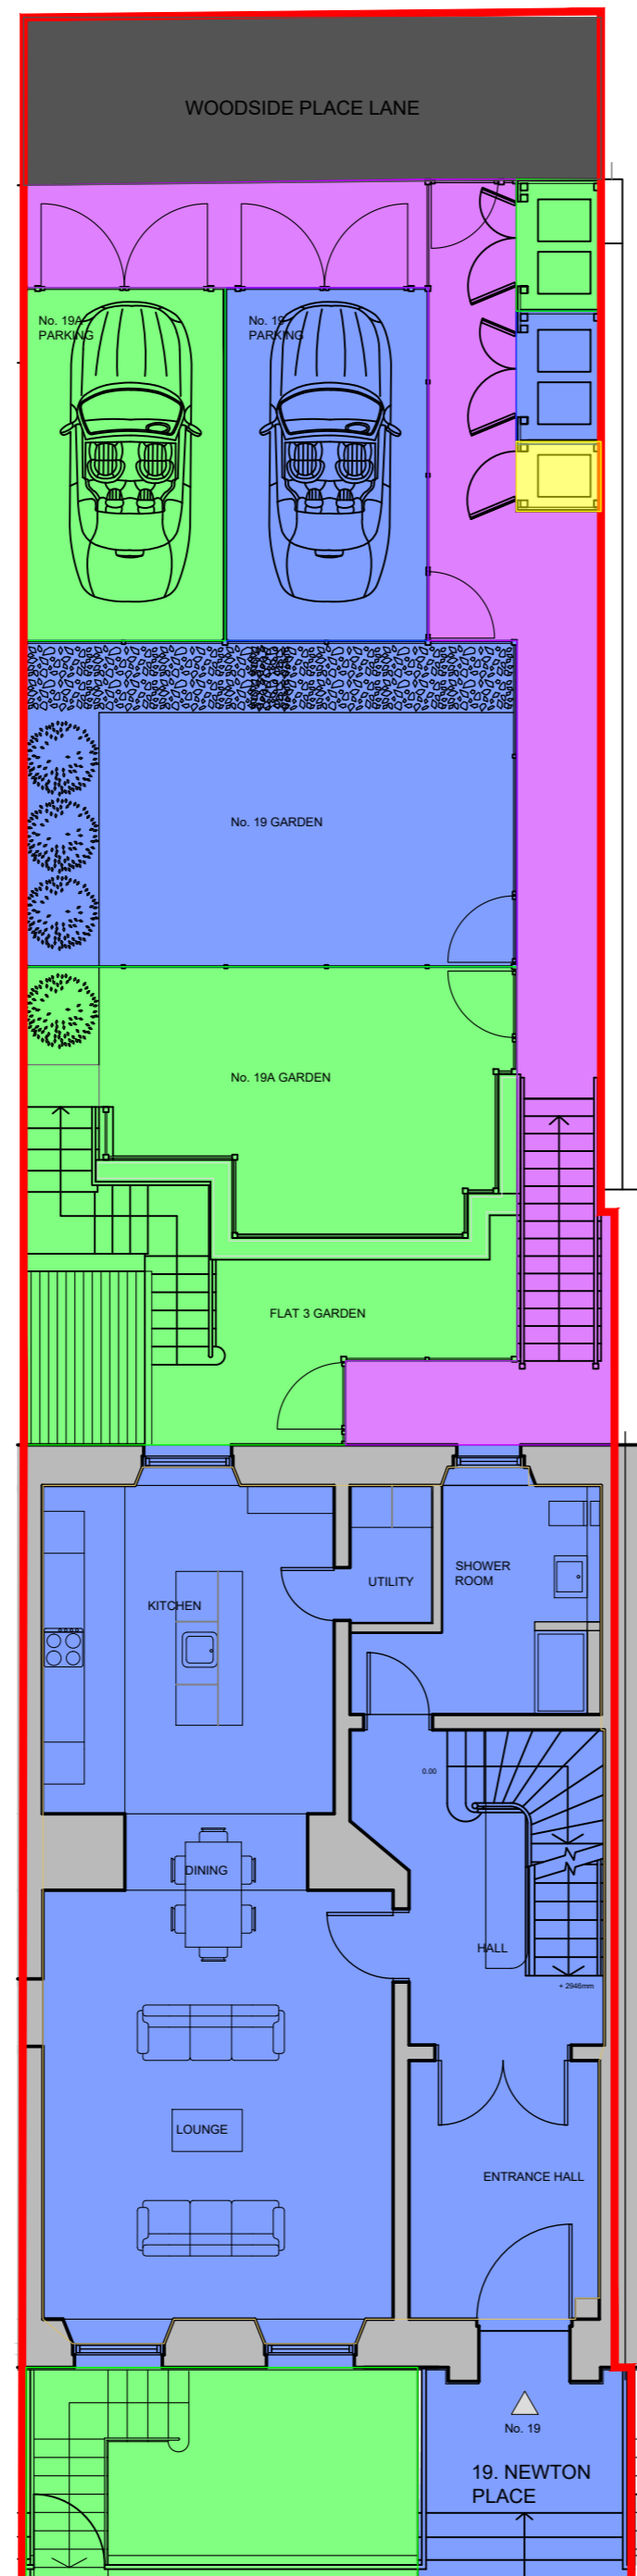 WOODSIDE PLACE LANE
No. 19A
PARKING
No. 19
PARKING
No. 19 GARDEN
No. 19A GARDEN
FLAT 3 GARDEN
KITCHEN
UTILITY
SHOWER
ROOM
0.00
DINING
HALL
+ 2946mm
LOUNGE
ENTRANCE HALL
No. 19
19. NEWTON
PLACE